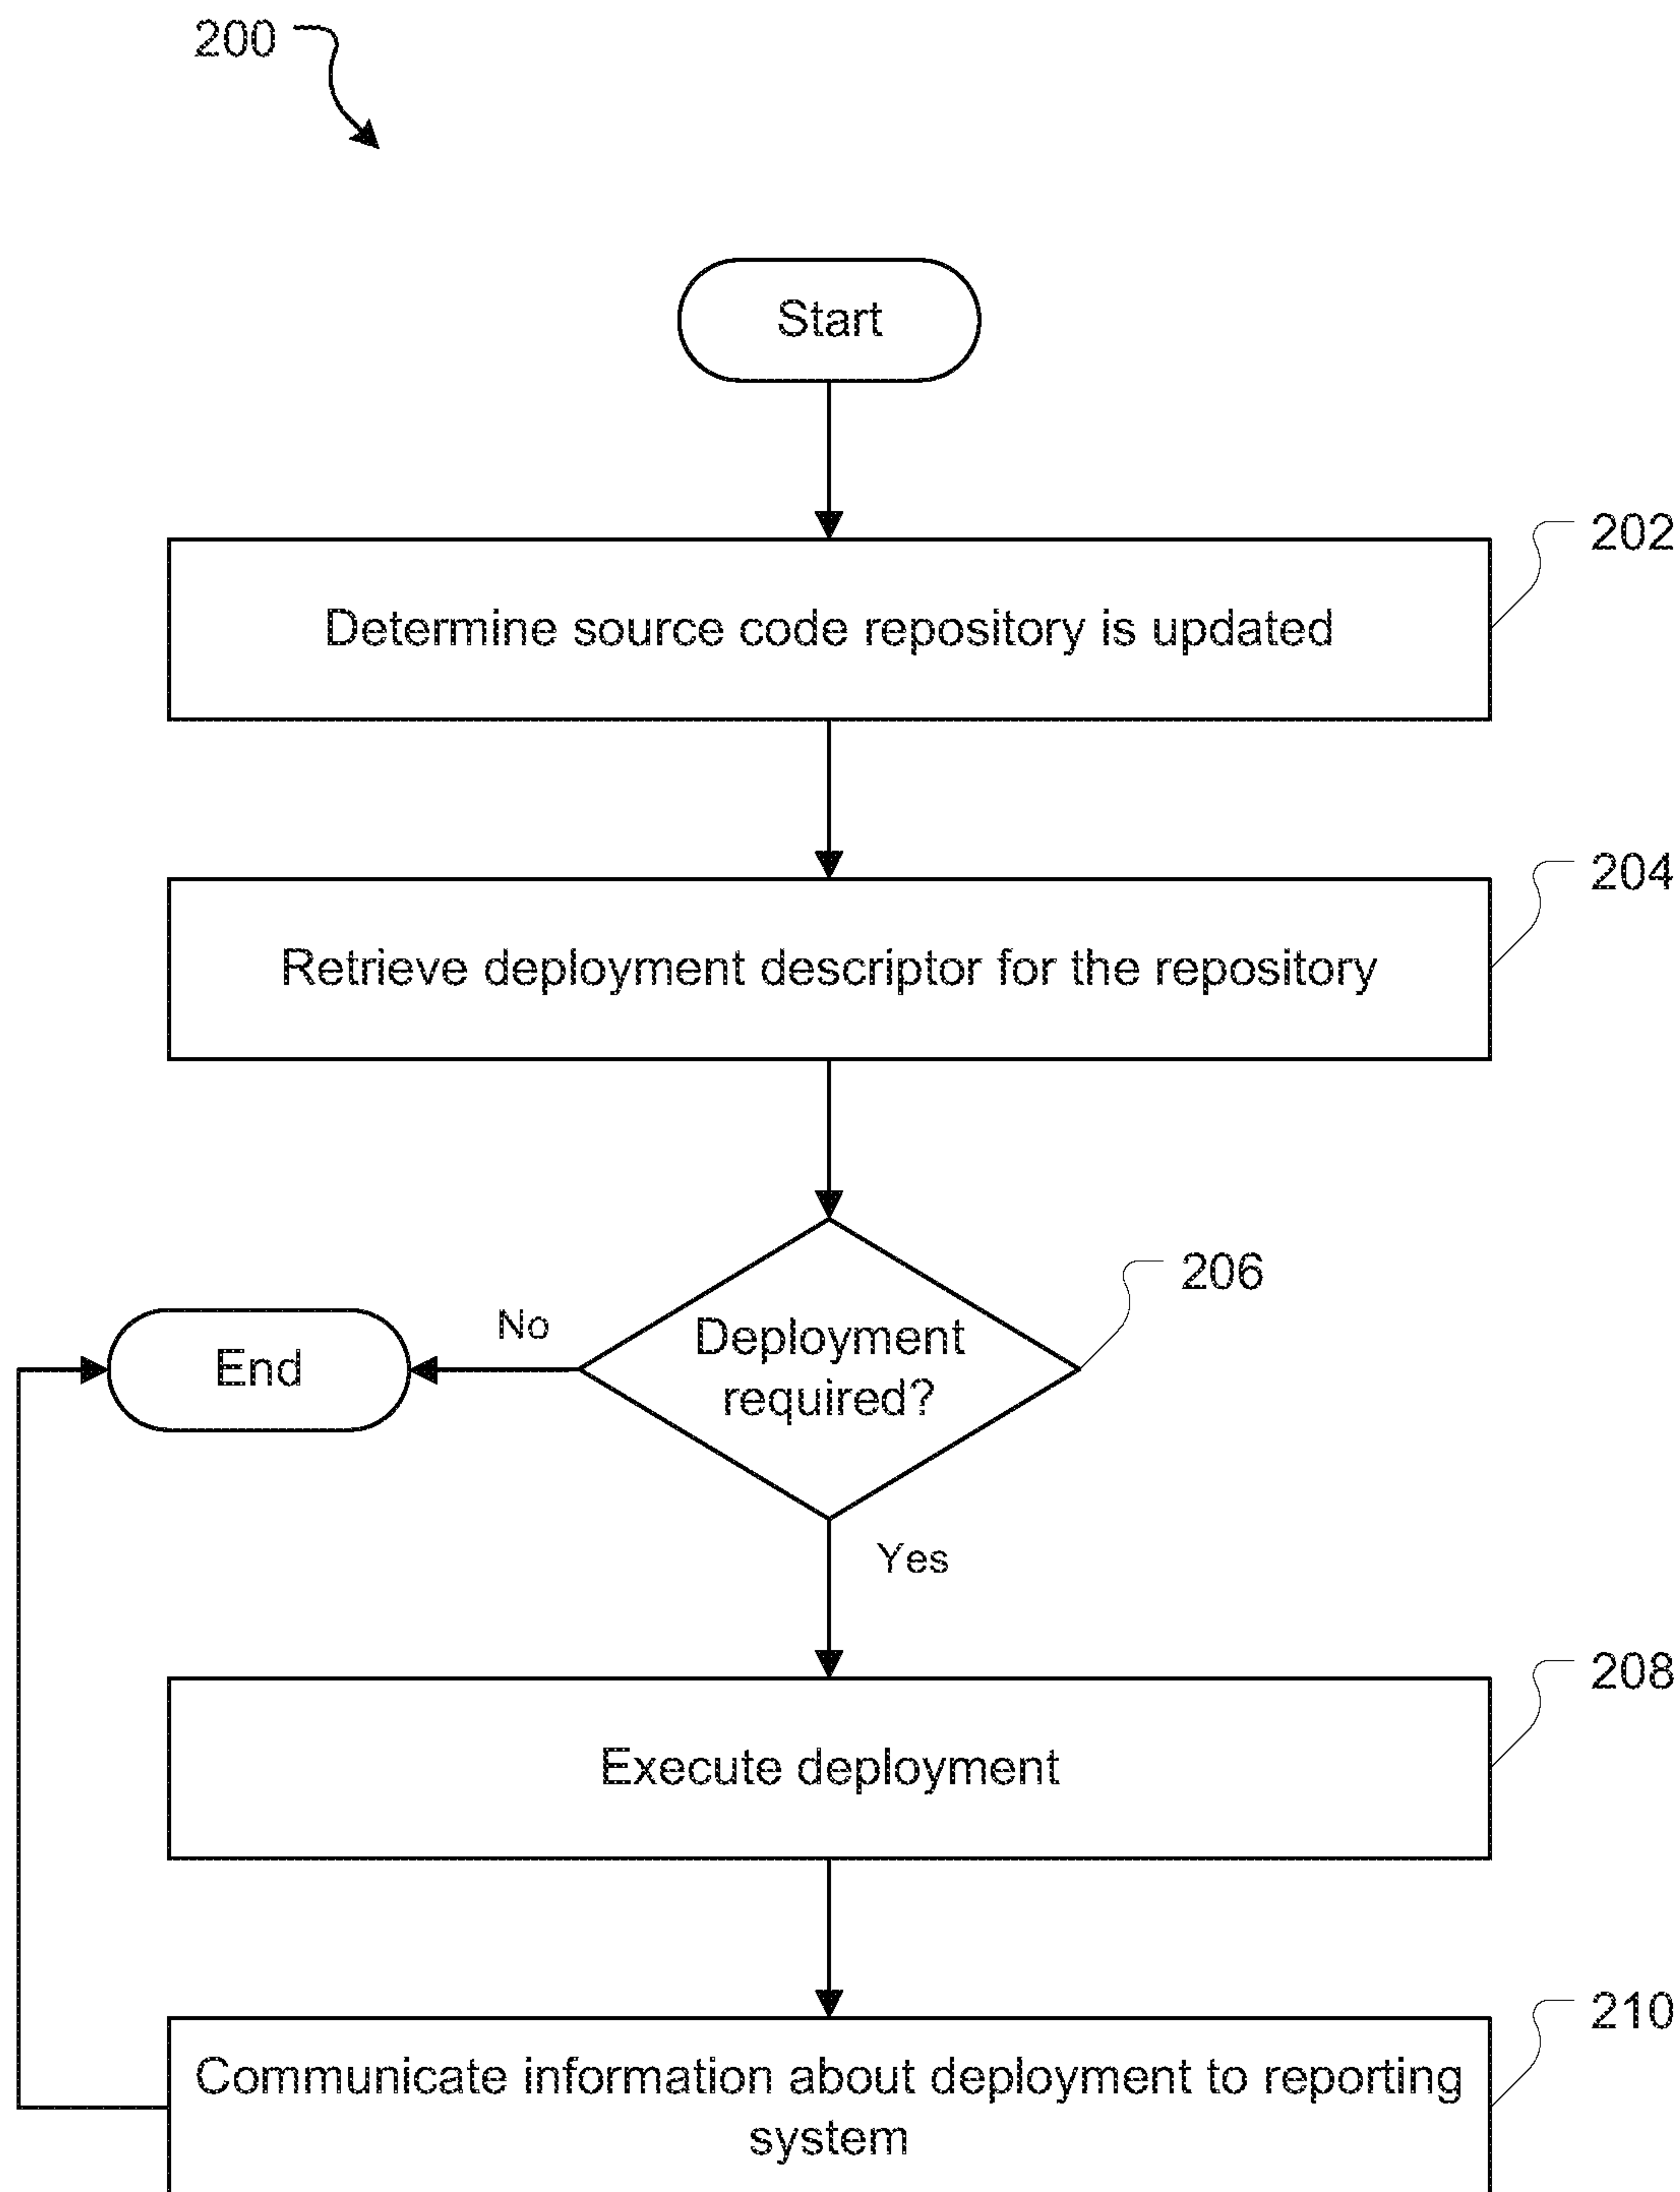 200
Start
202
Determine source code repository is updated
204
Retrieve deployment descriptor for the repository
206
Deployment
required?
No
End
Yes
208
Execute deployment
210
Communicate information about deployment to reporting
system